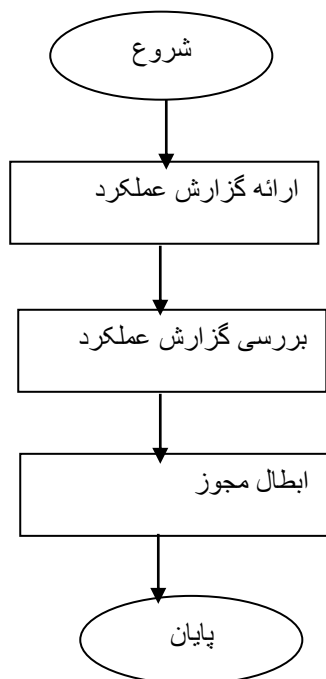 شروع
ارائه گزارش عملکرد
بررسی گزارش عملکرد
ابطال مجوز
پایان